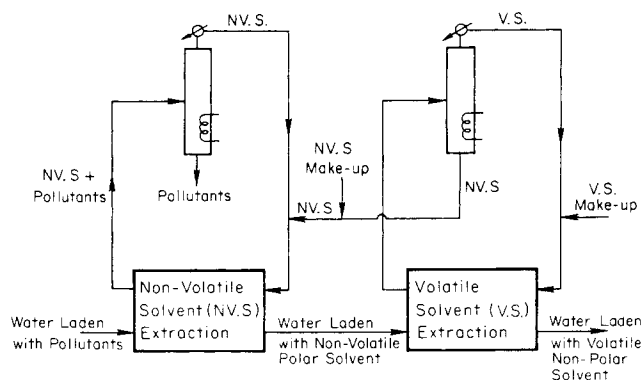 NV. S.
V. S.
NV. S +
Pollutants
Pollutants
NV. S
Make-up
NV. S
NV. S
V. S.
Make-up
Non-Volatile
Solvent (NV.S)
Extraction
Volatile
Solvent (V.S.)
Extraction
Water Laden
with Pollutants
Water Laden
with Non-Volatile
Polar Solvent
Water Laden
with Volatile
Non-Polar
Solvent